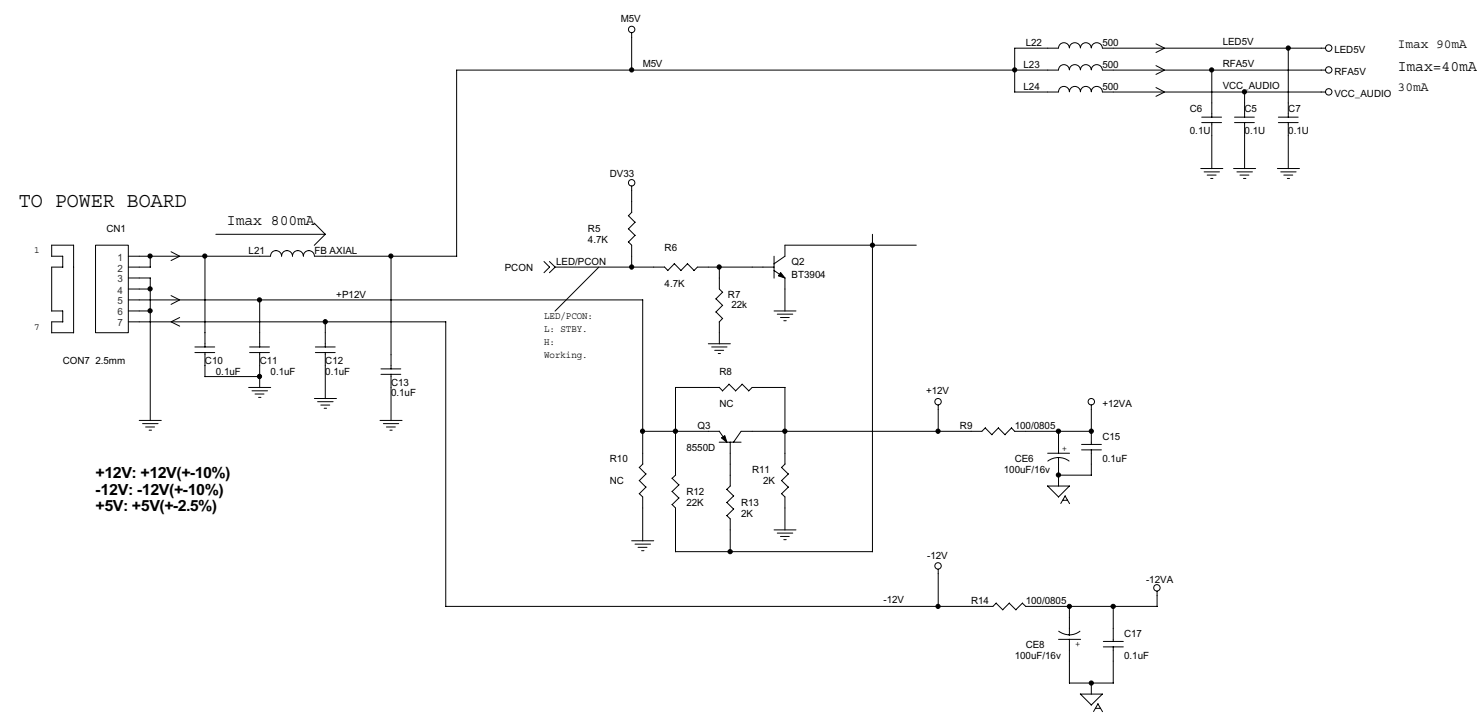 M5V
M5V
L22 500 LED5V LED5V Imax 90mA
L23 500 RFA5V RFA5V Imax=40mA
L24 500 VCC_AUDIO VCC_AUDIO 30mA
C6 C5 C7
0.1U 0.1U 0.1U
TO POWER BOARD
CN1
1
7
1
2
3
4
5
6
7
CON7 2.5mm
Imax 800mA
L21 FB AXIAL
+P12V
C10
0.1uF
C11
0.1uF
C12
0.1uF
C13
0.1uF
DV33
R5
4.7K
PCON LED/PCON
R6
4.7K
R7
22k
Q2
BT3904
LED/PCON:
L: STBY.
H:
Working.
R8
NC
Q3
8550D
R10
NC
R12
22K
R13
2K
R11
2K
+12V
R9 100/0805
+12VA
CE6
100uF/16v
C15
0.1uF
A
+12V: +12V(+-10%)
-12V: -12V(+-10%)
+5V: +5V(+-2.5%)
-12V
-12V
R14 100/0805
-12VA
CE8
100uF/16v
C17
0.1uF
A